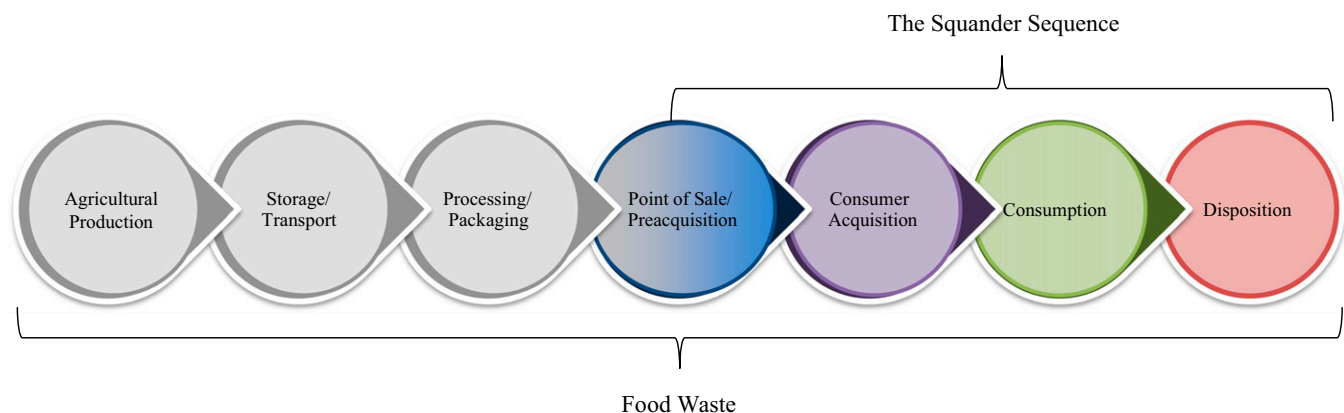 The Squander Sequence
Agricultural
Production
Storage/
Transport
Processing/
Packaging
Point of Sale/
Preacquisition
Consumer
Acquisition
Consumption
Disposition
Food Waste